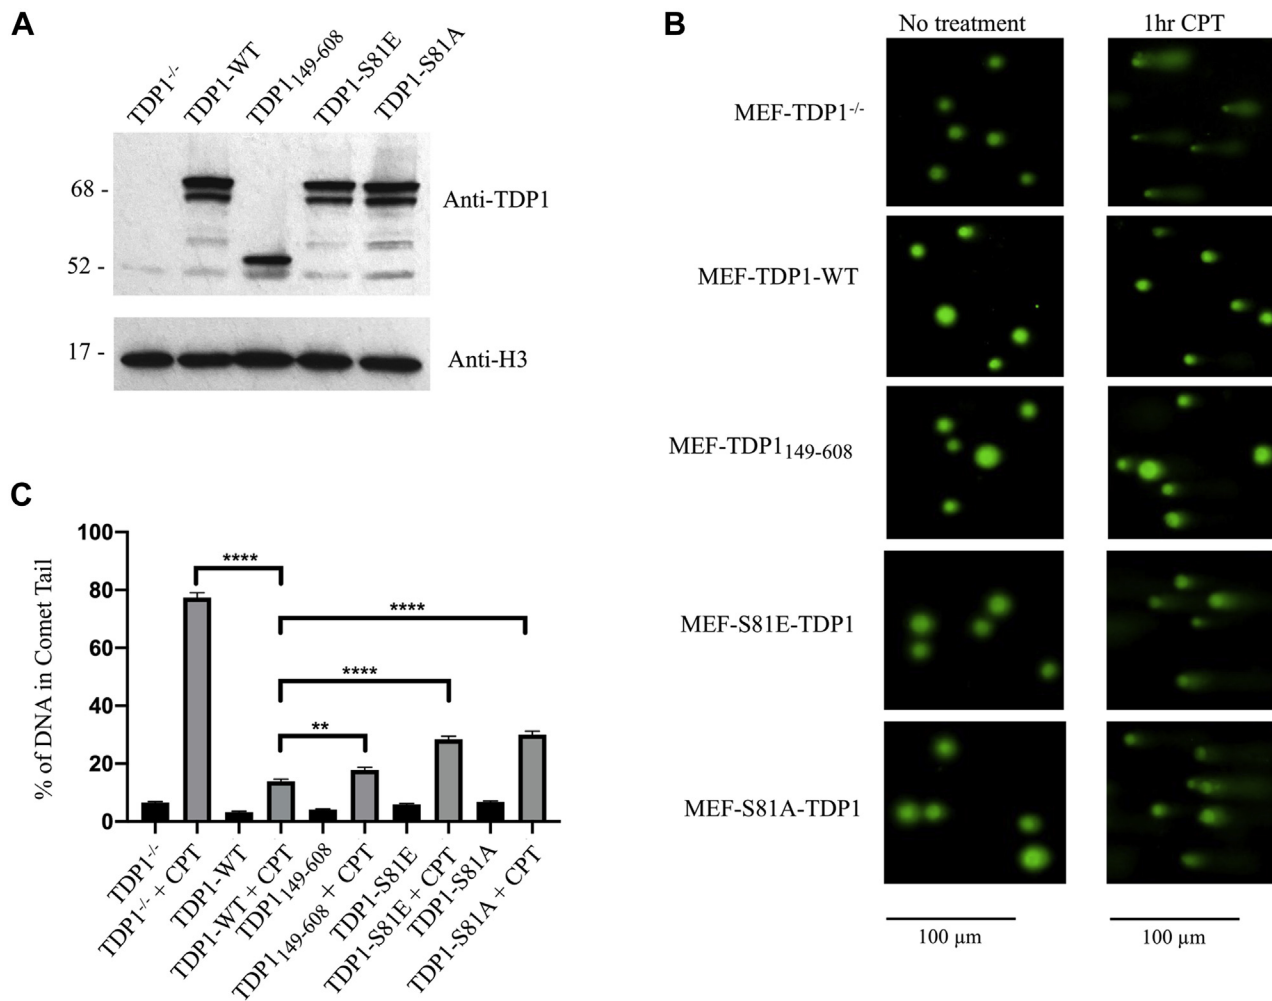 A
TDP1-/-
TDP1-WT
TDP1149-608
TDP1-S81E
TDP1-S81A
68 -
52 -
Anti-TDP1
17 -
Anti-H3
B
No treatment
1hr CPT
MEF-TDP1-/-
MEF-TDP1-WT
MEF-TDP1149-608
MEF-S81E-TDP1
MEF-S81A-TDP1
100 µm
100 µm
C
% of DNA in Comet Tail
100
80
60
40
20
0
****
****
****
**
TDP1-/-
TDP1-/- + CPT
TDP1-WT
TDP1-WT + CPT
TDP1149-608
TDP1149-608 + CPT
TDP1-S81E
TDP1-S81E + CPT
TDP1-S81A
TDP1-S81A + CPT